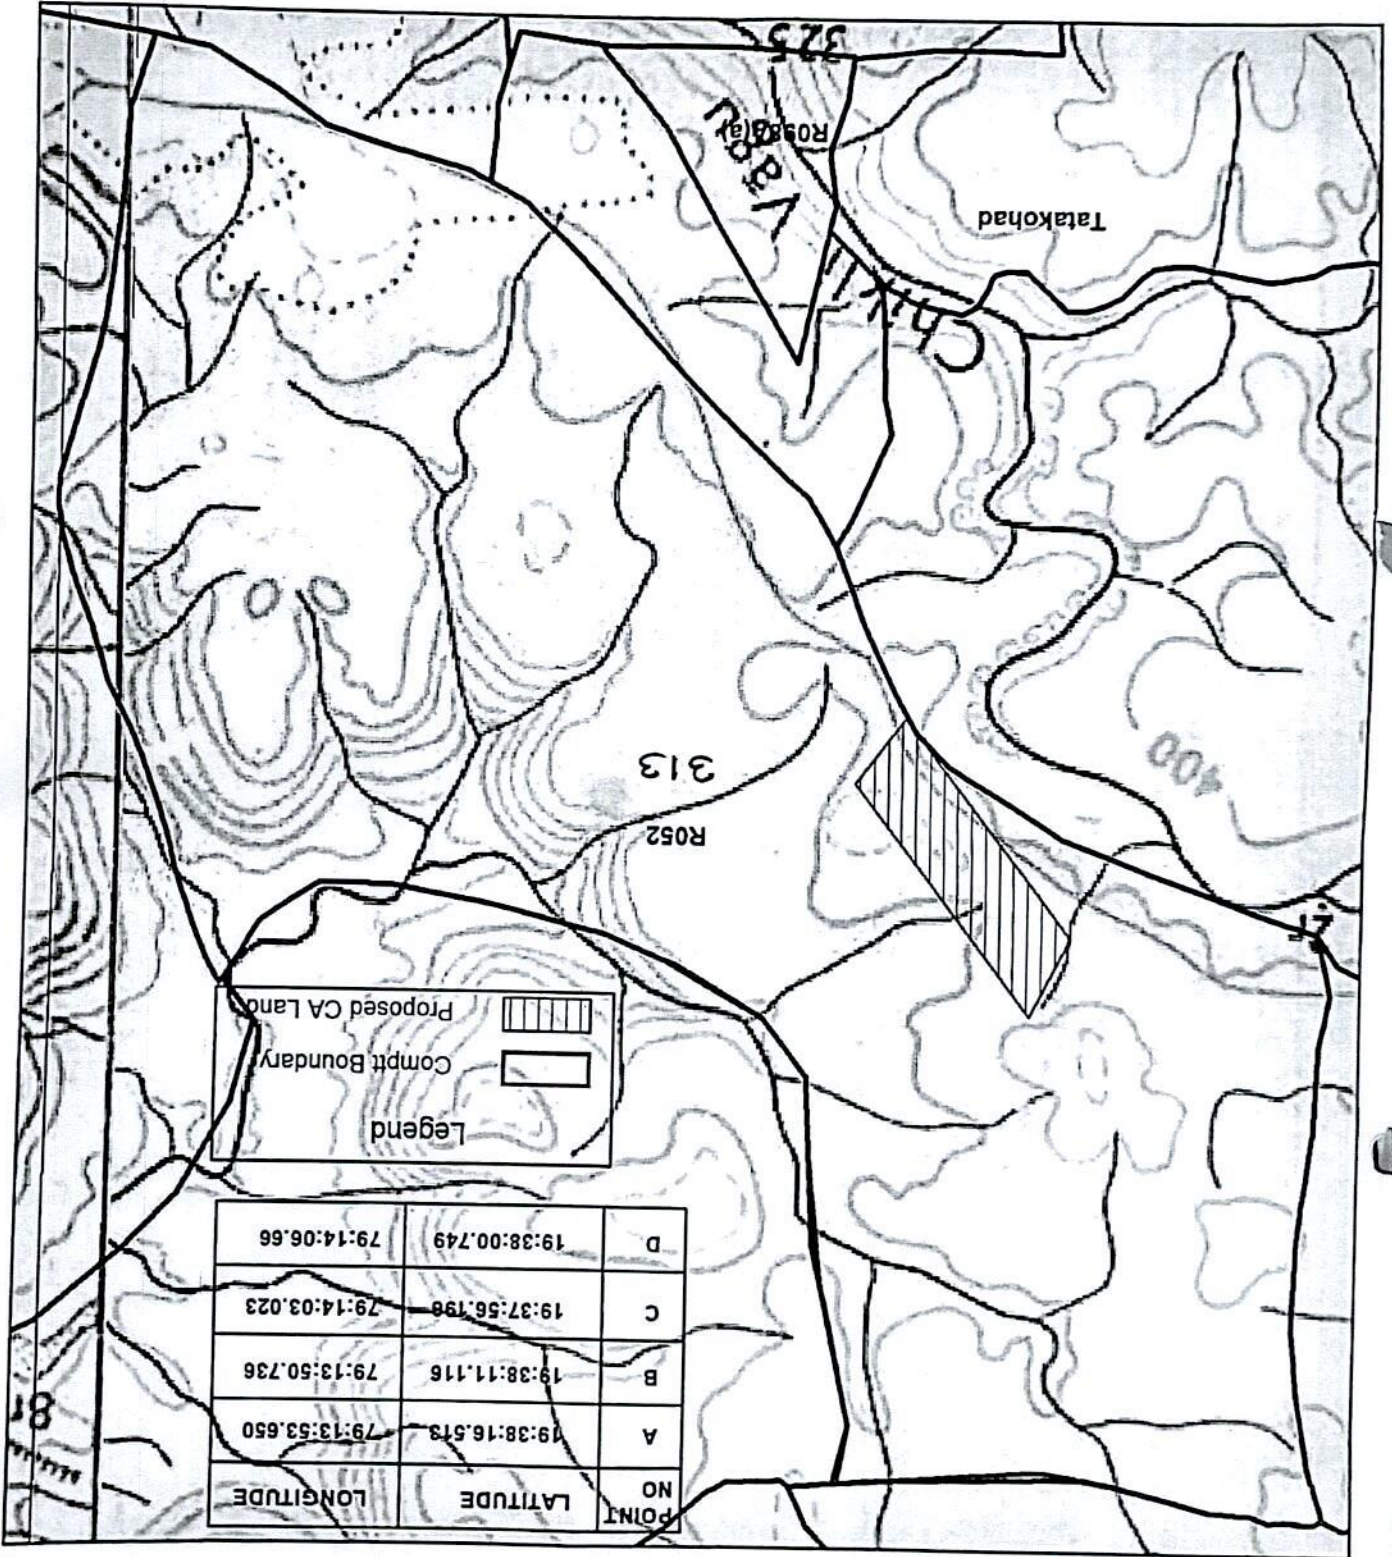 POINT NO	LATITUDE	LONGITUDE
A	19:38:16.513	79:13:53.650
B	19:38:11.116	79:13:50.736
C	19:37:56.196	79:14:03.023
D	19:38:00.749	79:14:06.66
Legend
Comptt Boundary
Proposed CA Land
R052
313
400
Chikli
Tatakohad
325